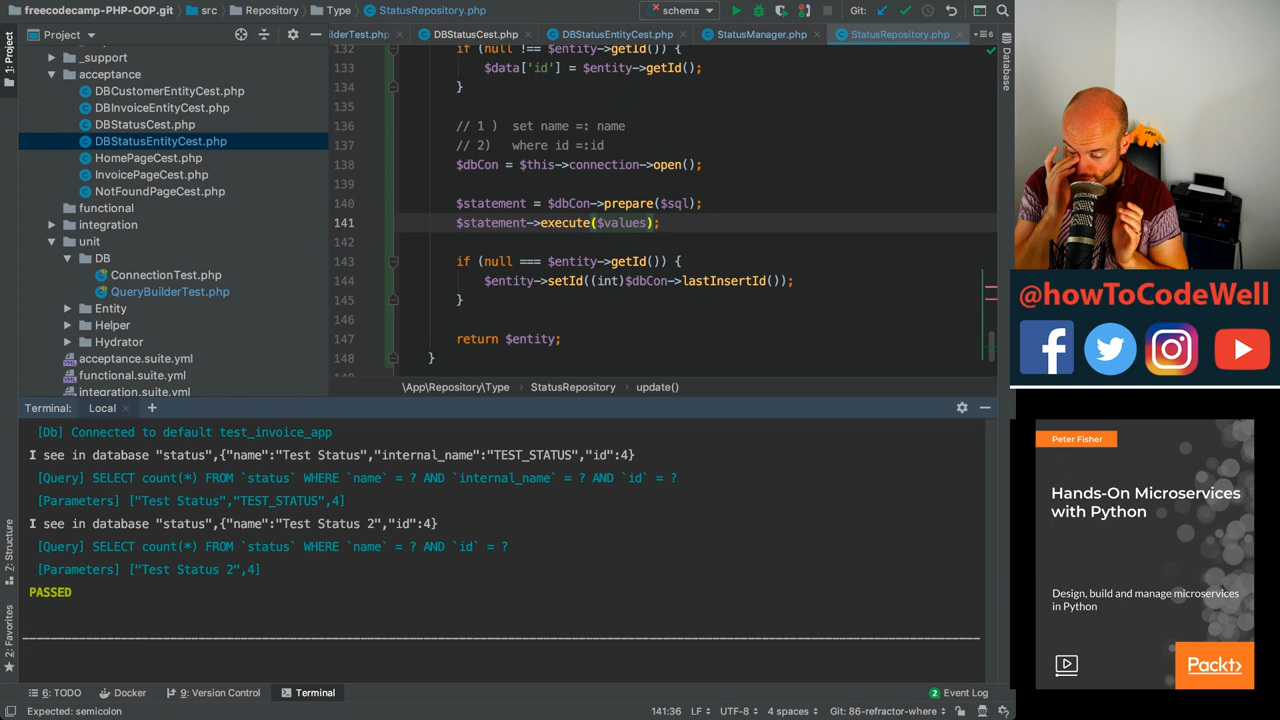 freecodecamp-PHP-OOP.git
src
Repository
Type
StatusRepository.php
schema
Git:
Project
ilderTest.php
DBStatusCest.php
DBStatusEntityCest.php
StatusManager.php
StatusRepository.php
6
1: Project
Database
_support
acceptance
DBCustomerEntityCest.php
DBInvoiceEntityCest.php
DBStatusCest.php
DBStatusEntityCest.php
HomePageCest.php
InvoicePageCest.php
NotFoundPageCest.php
functional
integration
unit
DB
ConnectionTest.php
QueryBuilderTest.php
Entity
Helper
Hydrator
acceptance.suite.yml
functional.suite.yml
integration.suite.yml
132 if (null !== $entity->getId()) {
133 $data['id'] = $entity->getId();
134 }
135
136 // 1 ) set name =: name
137 // 2) where id =:id
138 $dbCon = $this->connection->open();
139
140 $statement = $dbCon->prepare($sql);
141 $statement->execute($values);
142
143 if (null === $entity->getId()) {
144 $entity->setId((int)$dbCon->lastInsertId());
145 }
146
147 return $entity;
148 }
\App\Repository\Type
StatusRepository
update()
Terminal:
Local
+
[Db] Connected to default test_invoice_app
I see in database "status",{"name":"Test Status","internal_name":"TEST_STATUS","id":4}
[Query] SELECT count(*) FROM `status` WHERE `name` = ? AND `internal_name` = ? AND `id` = ?
[Parameters] ["Test Status","TEST_STATUS",4]
I see in database "status",{"name":"Test Status 2","id":4}
[Query] SELECT count(*) FROM `status` WHERE `name` = ? AND `id` = ?
[Parameters] ["Test Status 2",4]
PASSED
7: Structure
2: Favorites
6: TODO
Docker
9: Version Control
Terminal
2 Event Log
Expected: semicolon
141:36
LF
UTF-8
4 spaces
Git: 86-refractor-where
@howToCodeWell
Peter Fisher
Hands-On Microservices
with Python
Design, build and manage microservices
in Python
Packt>